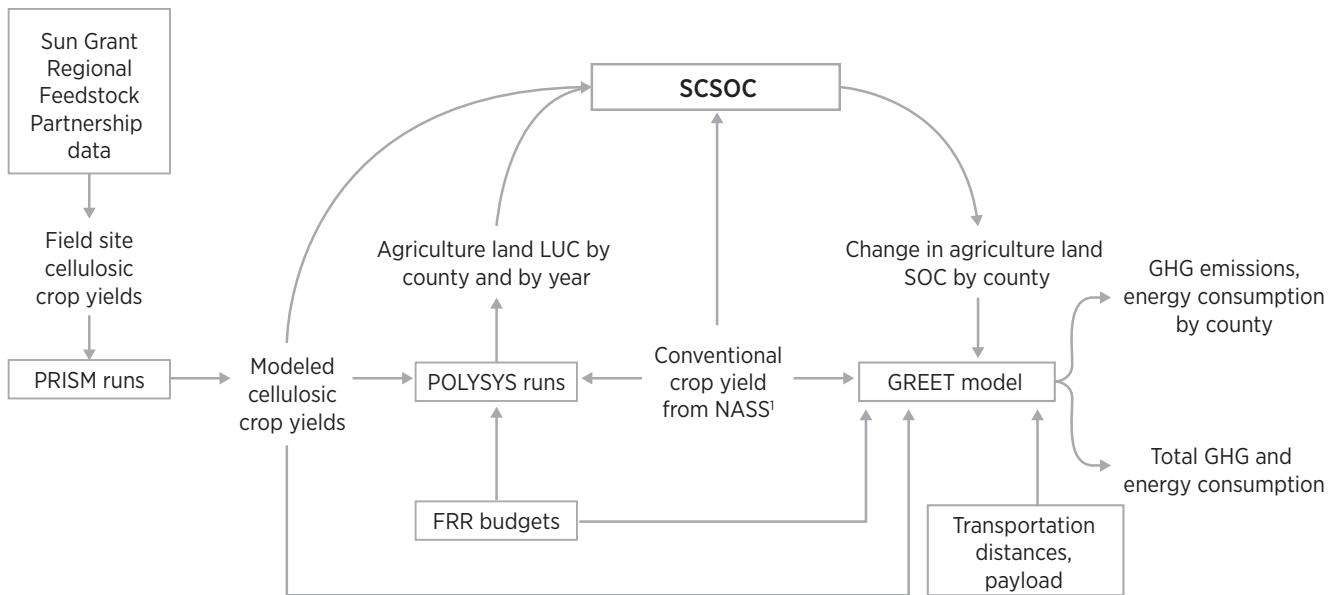 Sun Grant
Regional
Feedstock
Partnership
data
SCSOC
Field site
cellulosic
crop yields
Agriculture land LUC by
county and by year
Change in agriculture land
SOC by county
GHG emissions,
energy consumption
by county
PRISM runs
Modeled
cellulosic
crop yields
POLYSYS runs
Conventional
crop yield
from NASS¹
GREET model
Total GHG and
energy consumption
FRR budgets
Transportation
distances,
payload